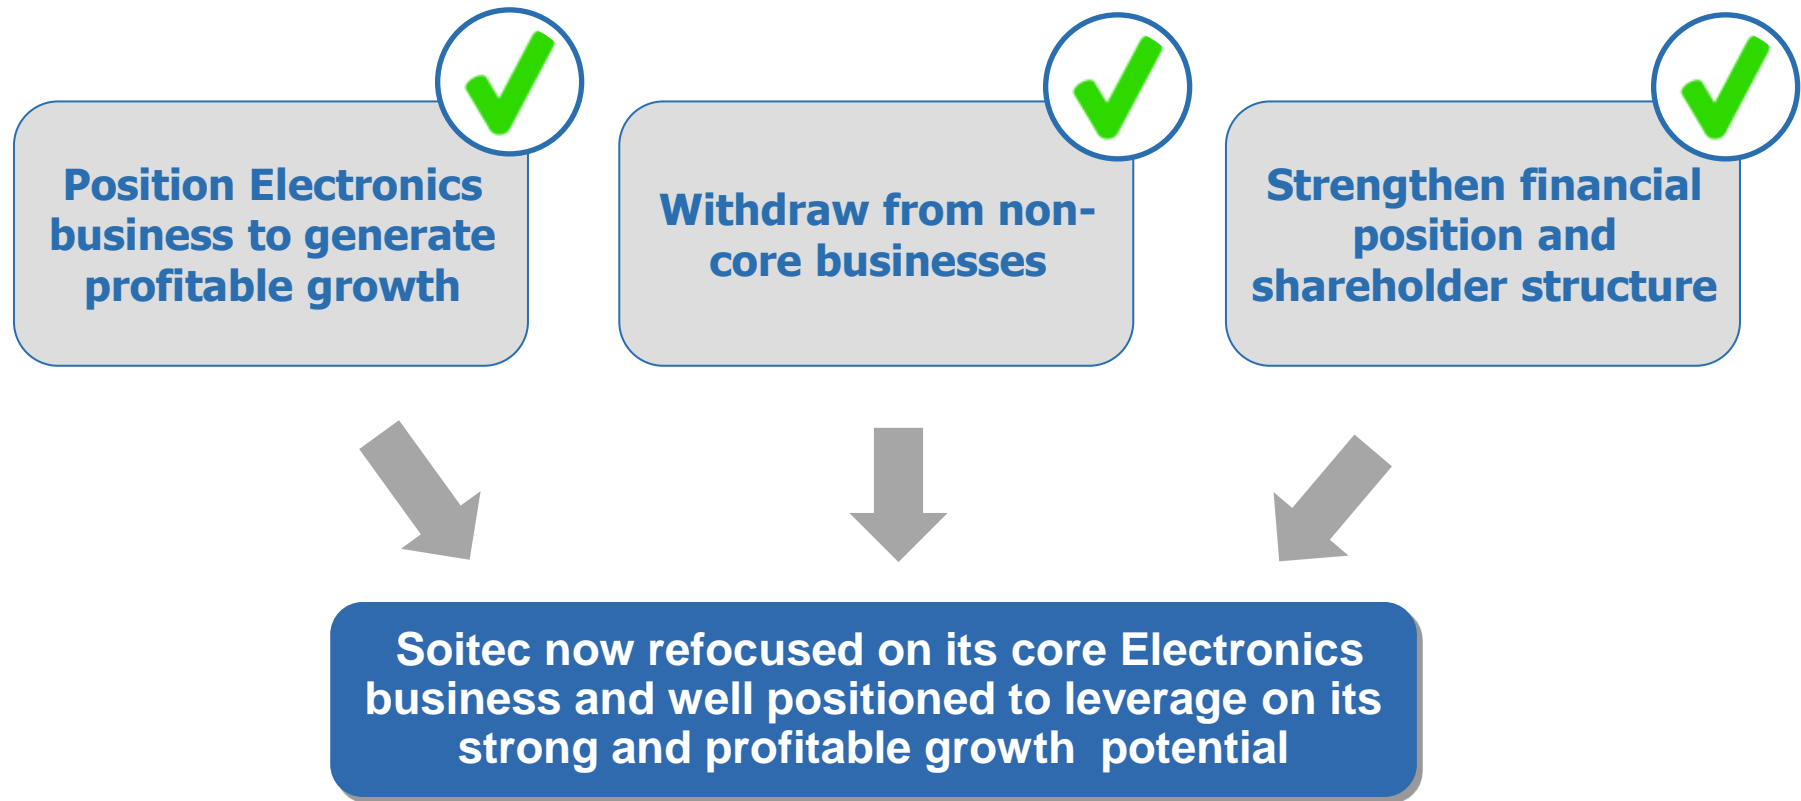 Position Electronics
business to generate
profitable growth
Withdraw from non-
core businesses
Strengthen financial
position and
shareholder structure
Soitec now refocused on its core Electronics
business and well positioned to leverage on its
strong and profitable growth  potential